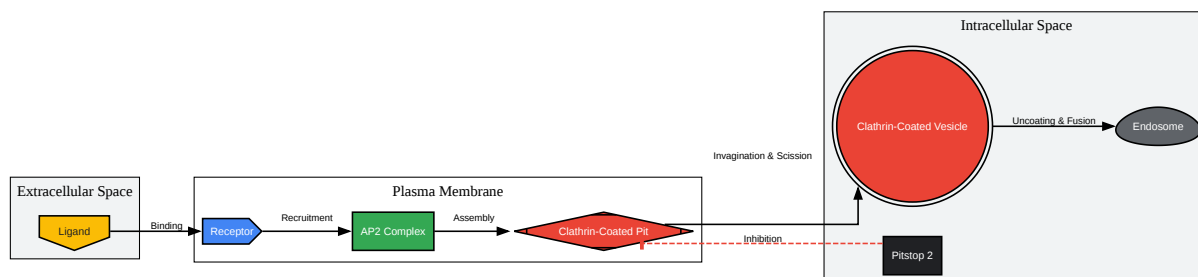 Extracellular Space
Ligand
Binding
Plasma Membrane
Receptor
Recruitment
AP2 Complex
Assembly
Clathrin-Coated Pit
Invagination & Scission
Inhibition
Intracellular Space
Clathrin-Coated Vesicle
Uncoating & Fusion
Endosome
Pitstop 2